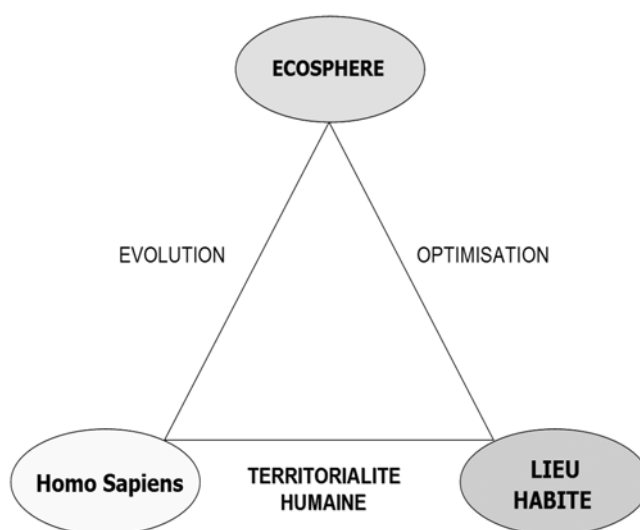 ECOSPHERE
EVOLUTION
OPTIMISATION
Homo Sapiens
TERRITORIALITE
HUMAINE
LIEU
HABITE